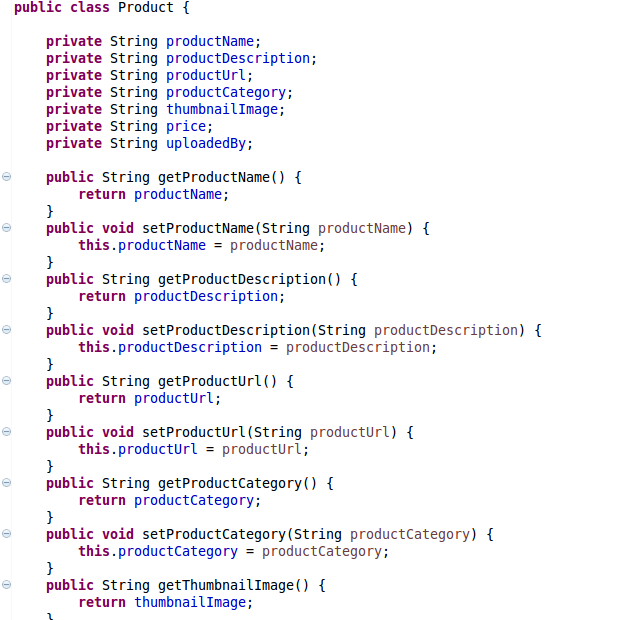 public class Product {
private String productName;
private String productDescription;
private String productUrl;
private String productCategory;
private String thumbnailImage;
private String price;
private String uploadedBy;
public String getProductName() {
return productName;
}
public void setProductName(String productName) {
this.productName = productName;
}
public String getProductDescription() {
return productDescription;
}
public void setProductDescription(String productDescription) {
this.productDescription = productDescription;
}
public String getProductUrl() {
return productUrl;
}
public void setProductUrl(String productUrl) {
this.productUrl = productUrl;
}
public String getProductCategory() {
return productCategory;
}
public void setProductCategory(String productCategory) {
this.productCategory = productCategory;
}
public String getThumbnailImage() {
return thumbnailImage;
}